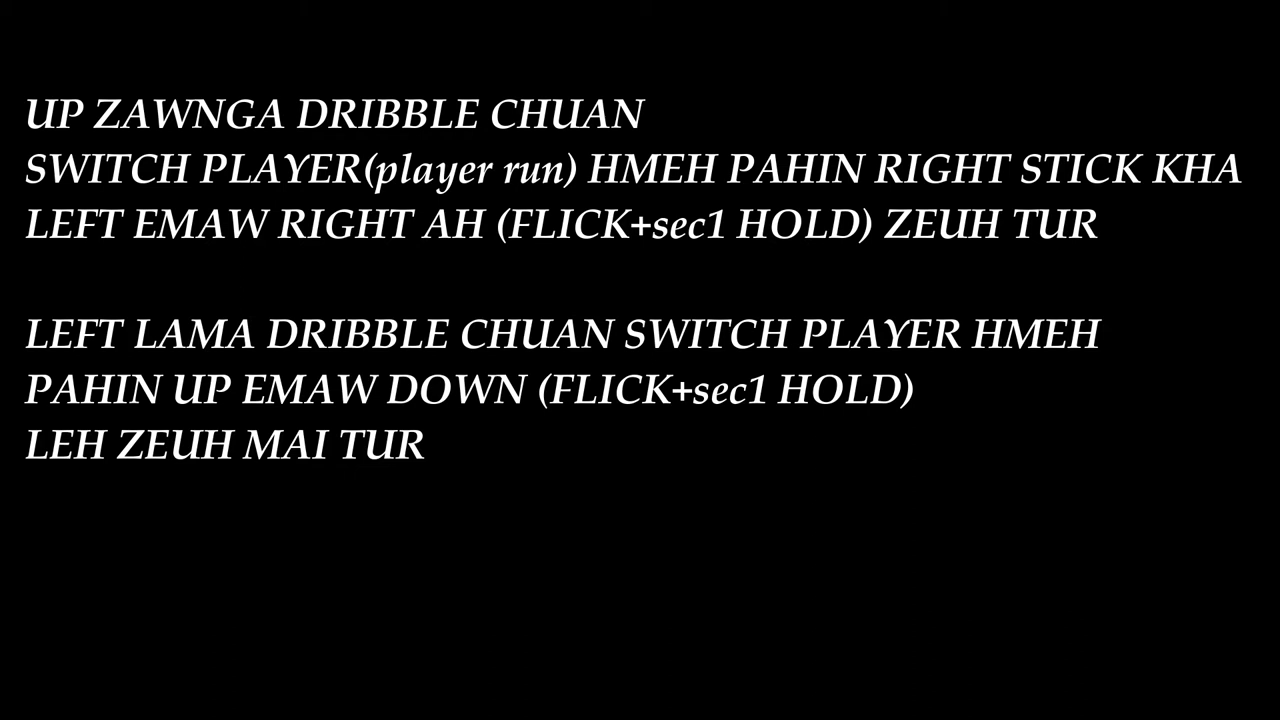 UP ZAWNGA DRIBBLE CHUAN
SWITCH PLAYER(player run) HMEH PAHIN RIGHT STICK KHA
LEFT EMAW RIGHT AH (FLICK+sec1 HOLD) ZEUH TUR
LEFT LAMA DRIBBLE CHUAN SWITCH PLAYER HMEH
PAHIN UP EMAW DOWN (FLICK+sec1 HOLD)
LEH ZEUH MAI TUR